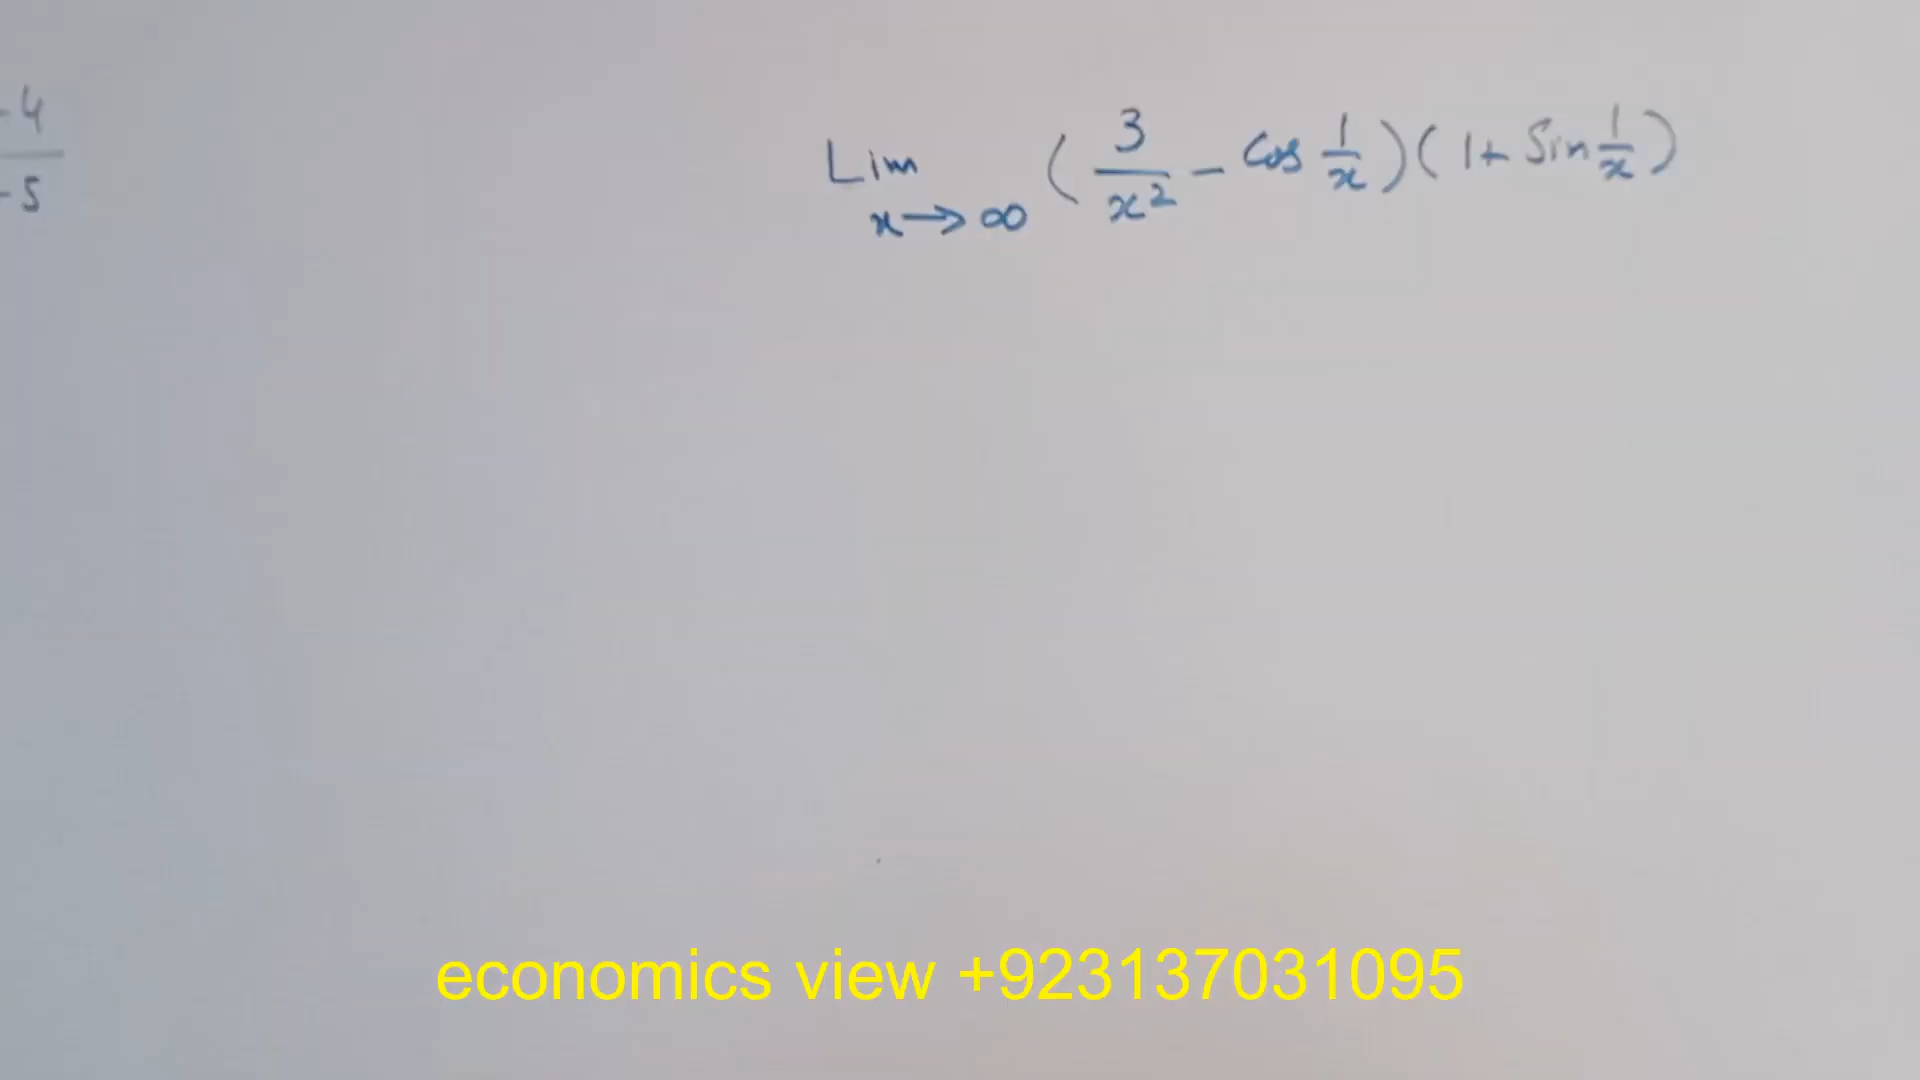 -4
-5
Lim x→∞ (3/x² - Cos 1/x)(1 + Sin 1/x)
economics view +923137031095